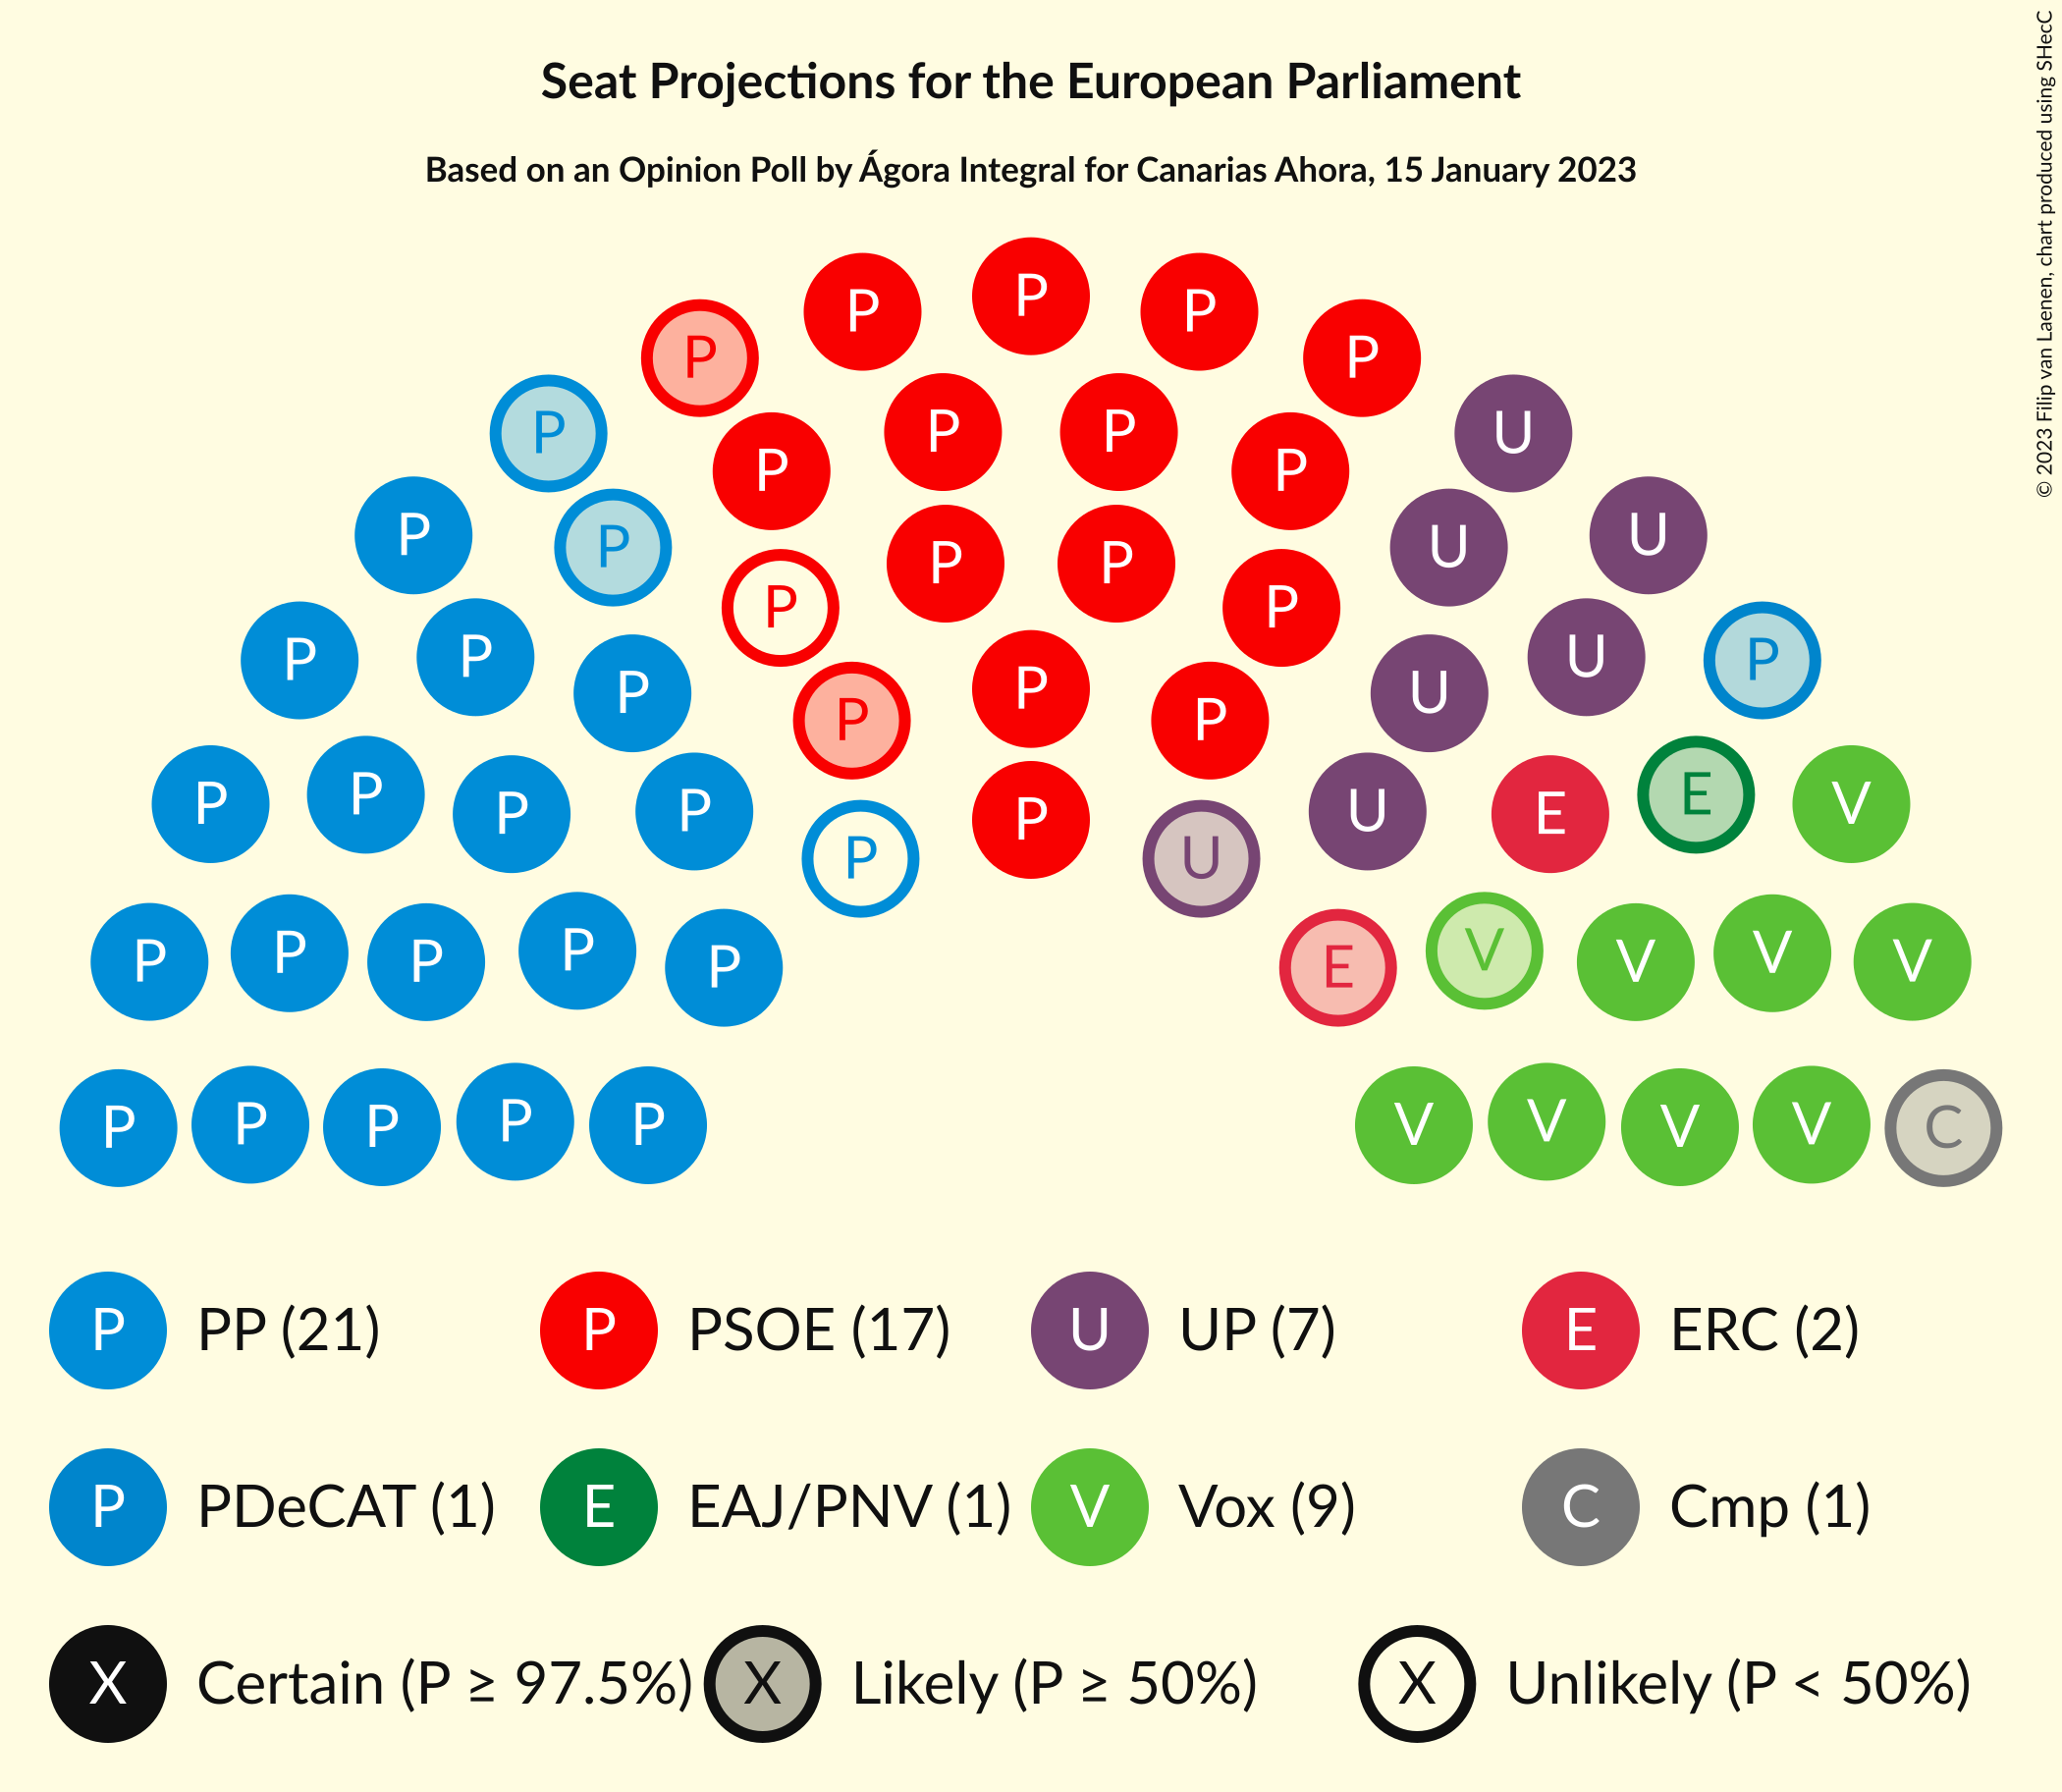 Seat Projections for the European Parliament
Based on an Opinion Poll by Ágora Integral for Canarias Ahora, 15 January 2023
© 2023 Filip van Laenen, chart produced using SHecC
P
P P
P P
P P P P
P U
P P
P U U
P P P
P P P
P U
P P U P
P P
P P U
P P P U
P P P P U E E V
P P U
P P P P P E V V V V
P P P P P V V V V C
P PP (21) P PSOE (17) U UP (7) E ERC (2)
P PDeCAT (1) E EAJ/PNV (1) V Vox (9) C Cmp (1)
X Certain (P ≥ 97.5%) X Likely (P ≥ 50%) X Unlikely (P < 50%)